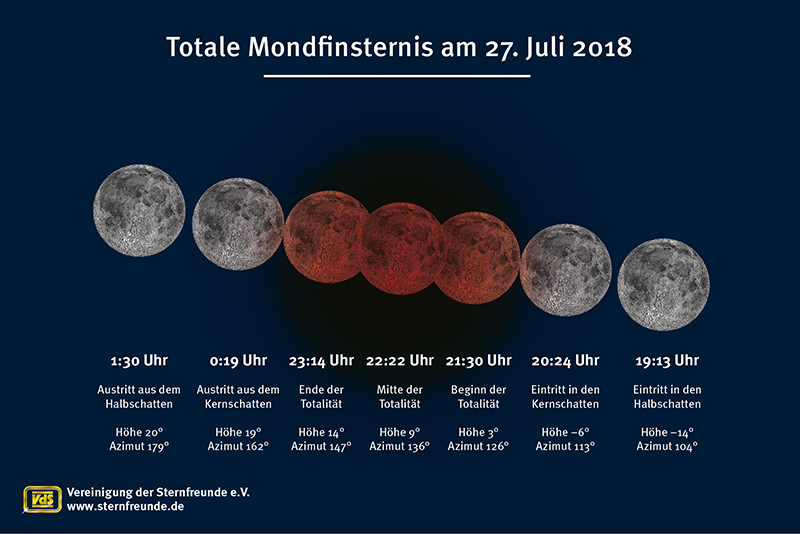 Totale Mondfinsternis am 27. Juli 2018
1:30 Uhr
Austritt aus dem
Halbschatten
Höhe 20°
Azimut 179°
0:19 Uhr
Austritt aus dem
Kernschatten
Höhe 19°
Azimut 162°
23:14 Uhr
Ende der
Totalität
Höhe 14°
Azimut 147°
22:22 Uhr
Mitte der
Totalität
Höhe 9°
Azimut 136°
21:30 Uhr
Beginn der
Totalität
Höhe 3°
Azimut 126°
20:24 Uhr
Eintritt in den
Kernschatten
Höhe –6°
Azimut 113°
19:13 Uhr
Eintritt in den
Halbschatten
Höhe –14°
Azimut 104°
VdS
Vereinigung der Sternfreunde e.V.
www.sternfreunde.de